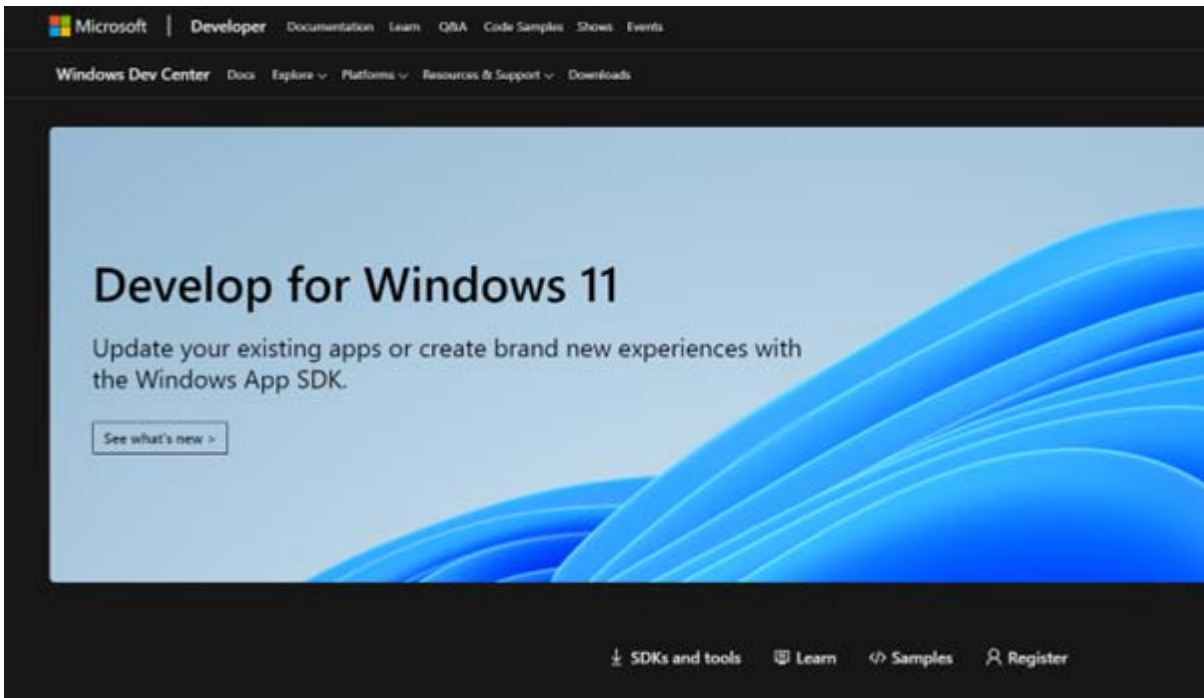 Microsoft | Developer Documentation Learn Q&A Code Samples Shows Events
Windows Dev Center Docs Explore Platforms Resources & Support Downloads
Develop for Windows 11
Update your existing apps or create brand new experiences with
the Windows App SDK.
See what's new >
SDKs and tools Learn </> Samples Register